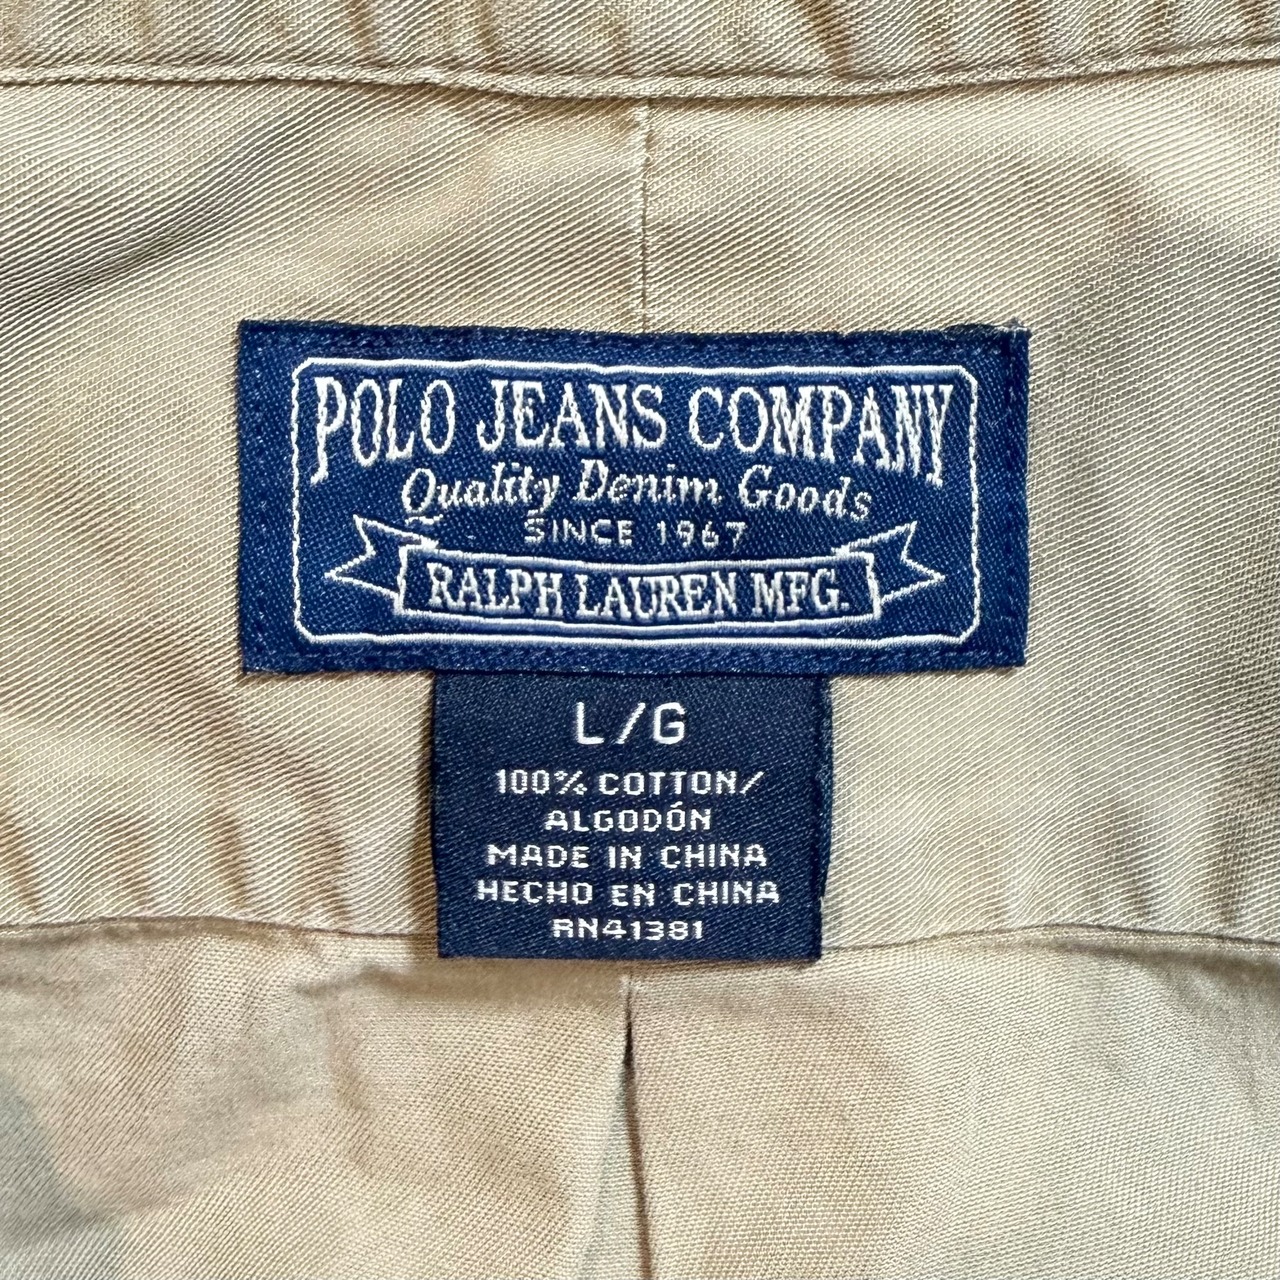 POLO JEANS COMPANY
Quality Denim Goods
SINCE 1967
RALPH LAUREN MFG.
L/G
100% COTTON/
ALGODÓN
MADE IN CHINA
HECHO EN CHINA
RN41381